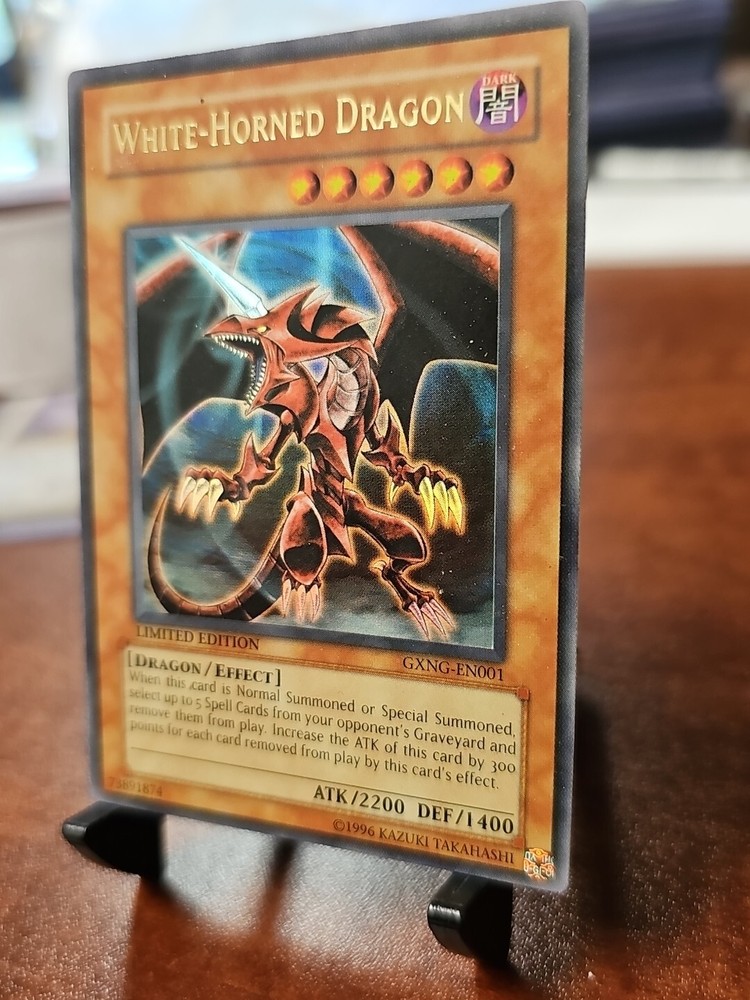 WHITE-HORNED DRAGON
DARK
闇
LIMITED EDITION
GXNG-EN001
[DRAGON/EFFECT]
When this card is Normal Summoned or Special Summoned,
select up to 5 Spell Cards from your opponent's Graveyard and
remove them from play. Increase the ATK of this card by 300
points for each card removed from play by this card's effect.
73891874
ATK/2200 DEF/1400
©1996 KAZUKI TAKAHASHI